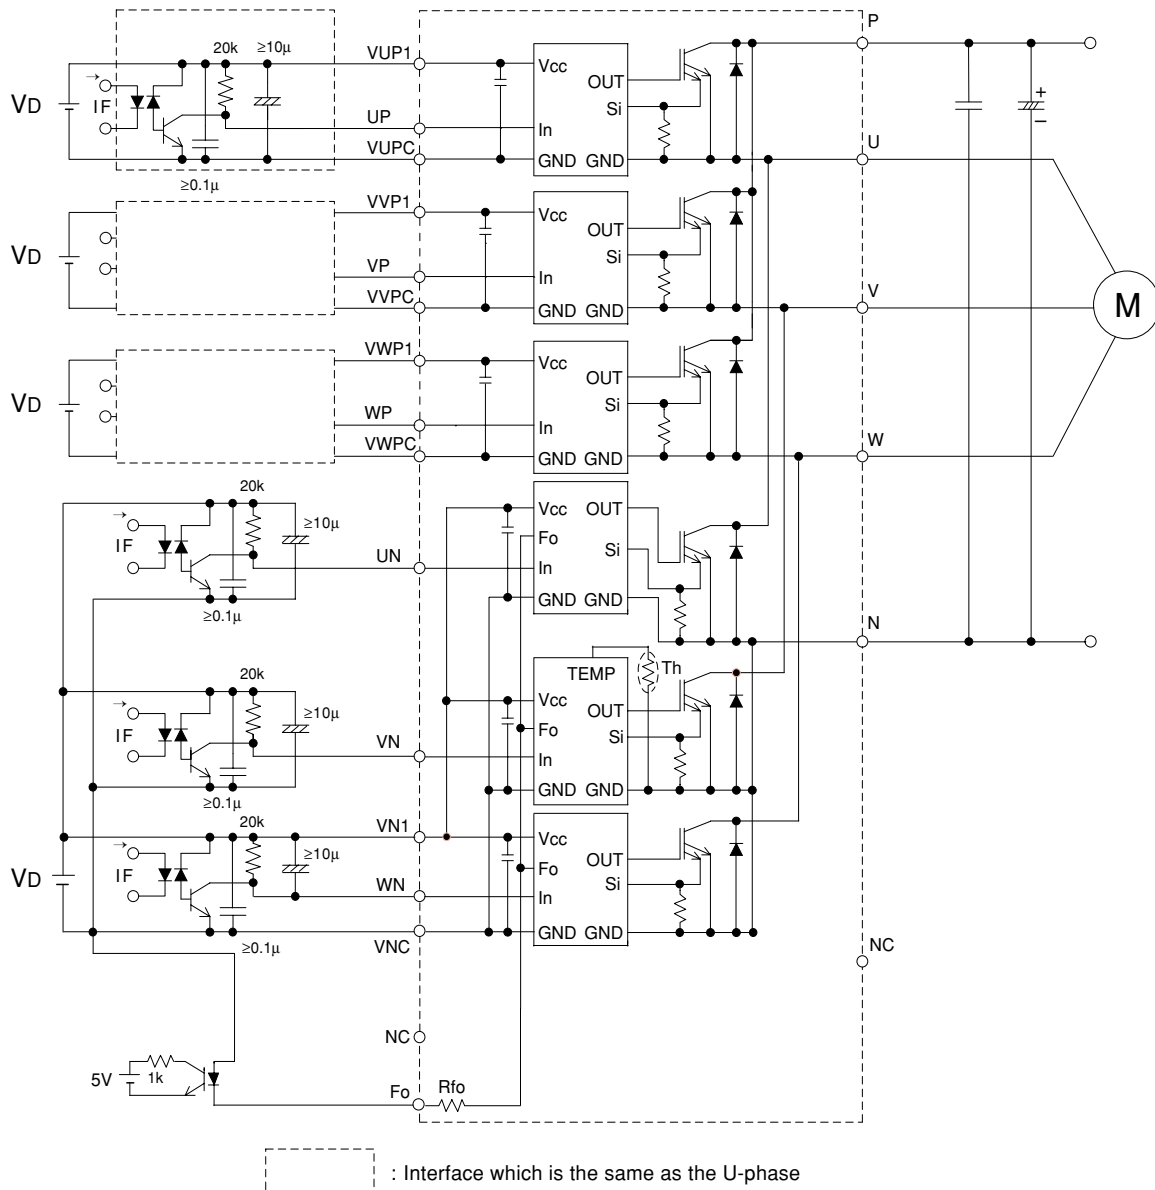 P
20k
≥10µ
VUP1
Vcc
OUT
VD
IF
Si
+
–
UP
In
U
VUPC
GND GND
≥0.1µ
VVP1
Vcc
OUT
VD
Si
VP
In
V
VVPC
GND GND
M
VWP1
Vcc
OUT
VD
Si
WP
In
W
VWPC
GND GND
20k
≥10µ
Vcc OUT
IF
Fo
Si
UN
In
GND GND
≥0.1µ
N
TEMP
Th
20k
≥10µ
Vcc
OUT
IF
Fo
Si
VN
In
GND GND
≥0.1µ
20k
VN1
Vcc
≥10µ
OUT
VD
IF
Fo
Si
WN
In
GND GND
VNC
≥0.1µ
NC
NC
5V
1k
Fo
Rfo
: Interface which is the same as the U-phase